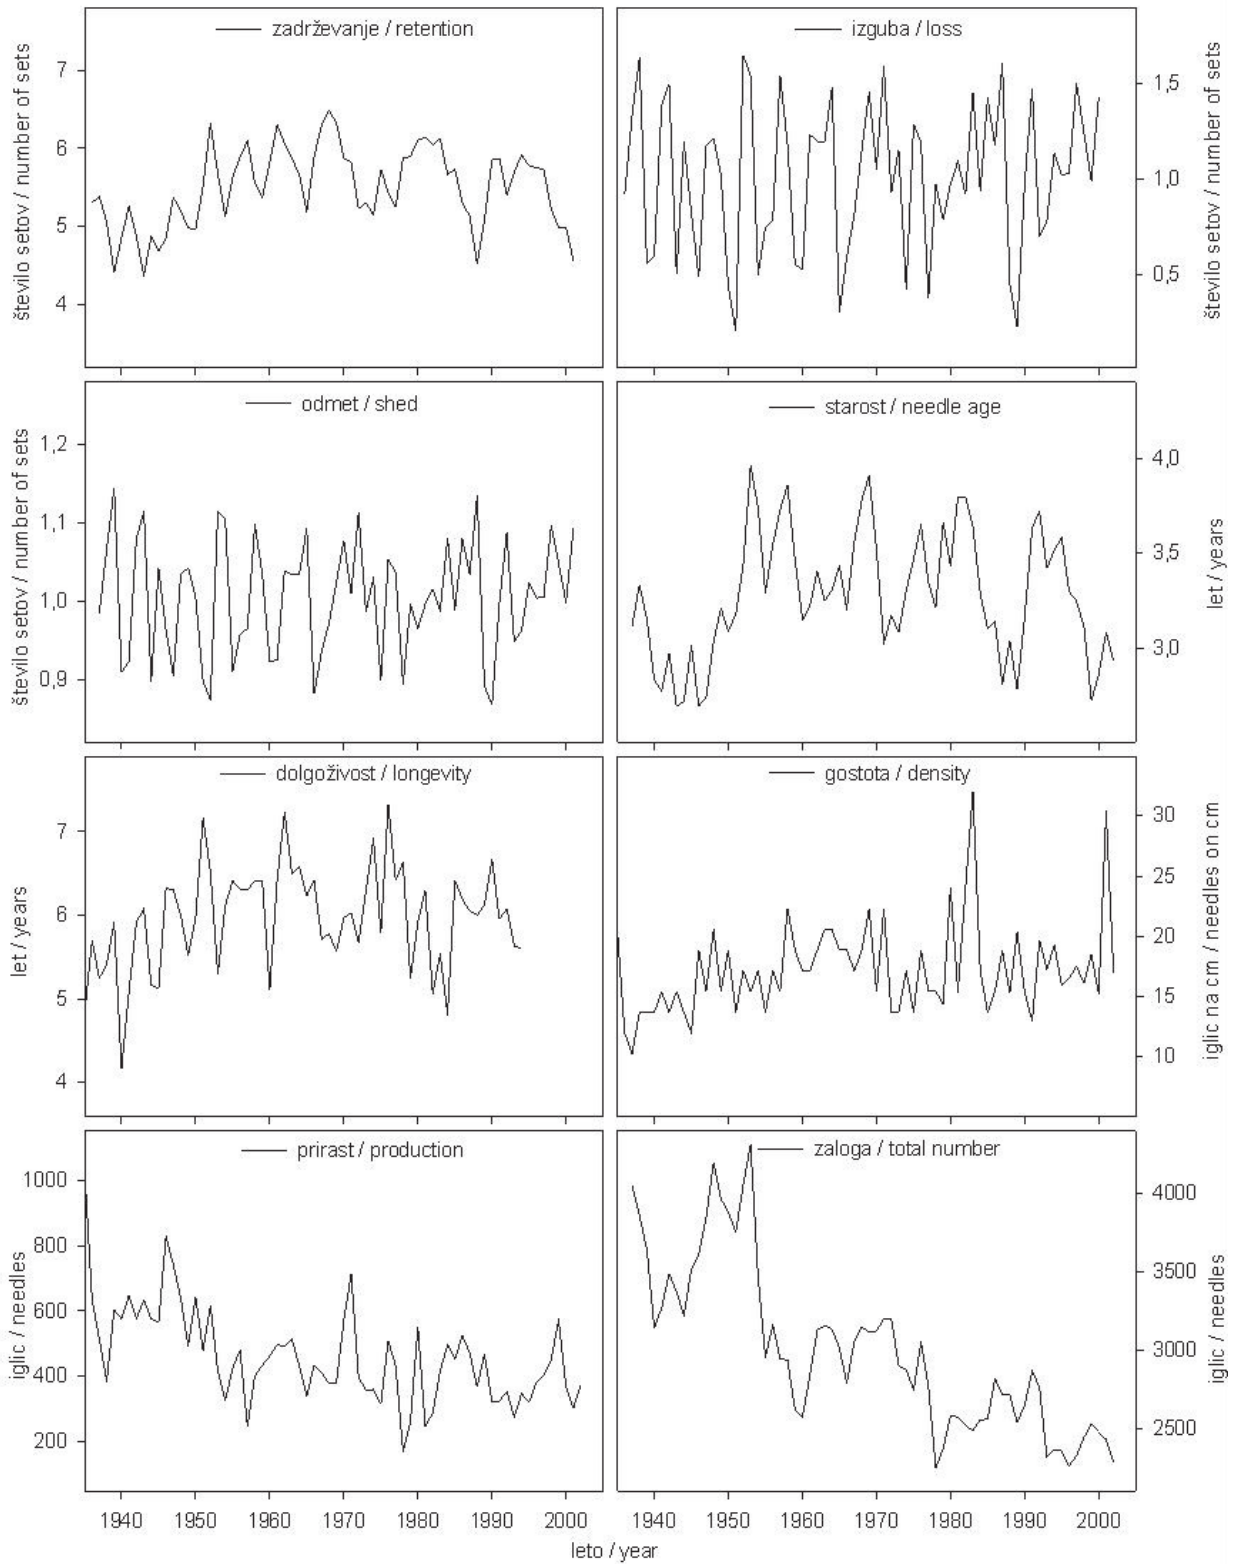 zadrževanje / retention
7
6
5
4
število setov / number of sets
izguba / loss
1,5
1,0
0,5
število setov / number of sets
odmet / shed
1,2
1,1
1,0
0,9
število setov / number of sets
starost / needle age
4,0
3,5
3,0
let / years
dolgoživost / longevity
7
6
5
4
let / years
gostota / density
30
25
20
15
10
iglic na cm / needles on cm
prirast / production
1000
800
600
400
200
iglic / needles
zaloga / total number
4000
3500
3000
2500
iglic / needles
1940 1950 1960 1970 1980 1990 2000
1940 1950 1960 1970 1980 1990 2000
leto / year